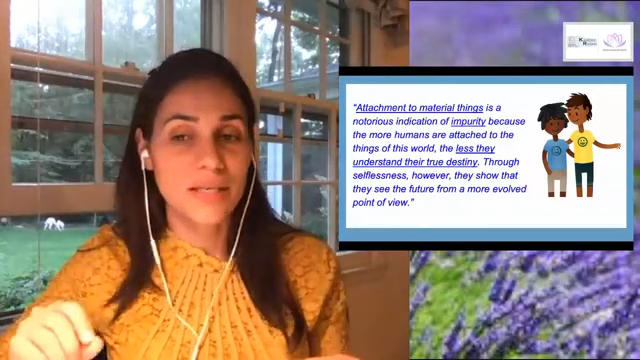 "Attachment to material things is a
notorious indication of impurity because
the more humans are attached to the
things of this world, the less they
understand their true destiny. Through
selflessness, however, they show that
they see the future from a more evolved
point of view."